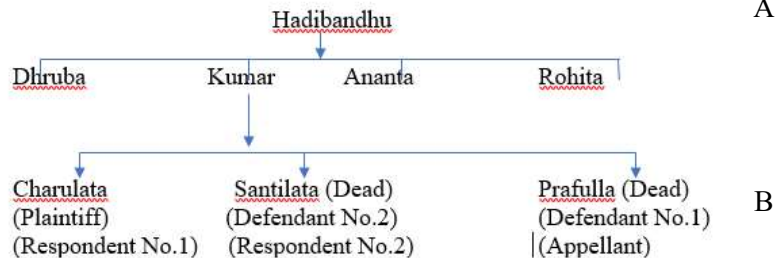 A
Hadibandhu
Dhruba Kumar Ananta Rohita
Charulata Santilata (Dead) Prafulla (Dead)
(Plaintiff) (Defendant No.2) (Defendant No.1)
(Respondent No.1) (Respondent No.2) (Appellant)
B